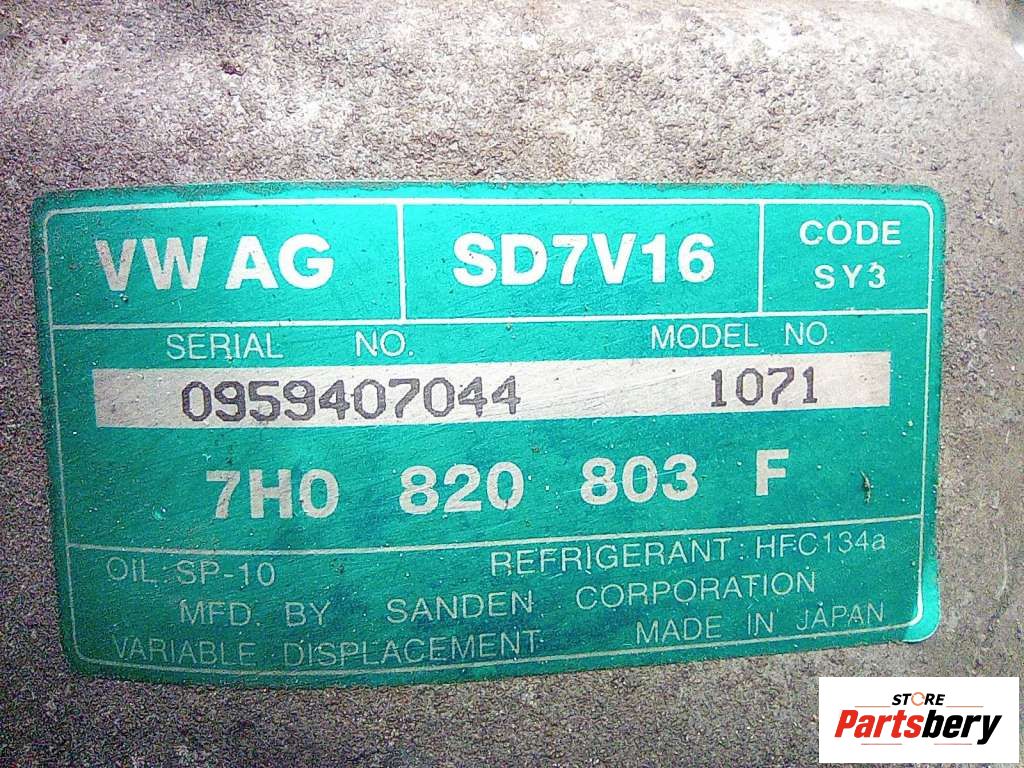 VW AG SD7V16 CODE
SY3
SERIAL NO. MODEL NO.
0959407044 1071
7H0 820 803 F
OIL SP-10 REFRIGERANT: HFC134a
MFD. BY SANDEN CORPORATION
VARIABLE DISPLACEMENT MADE IN JAPAN
STORE
Partsbery